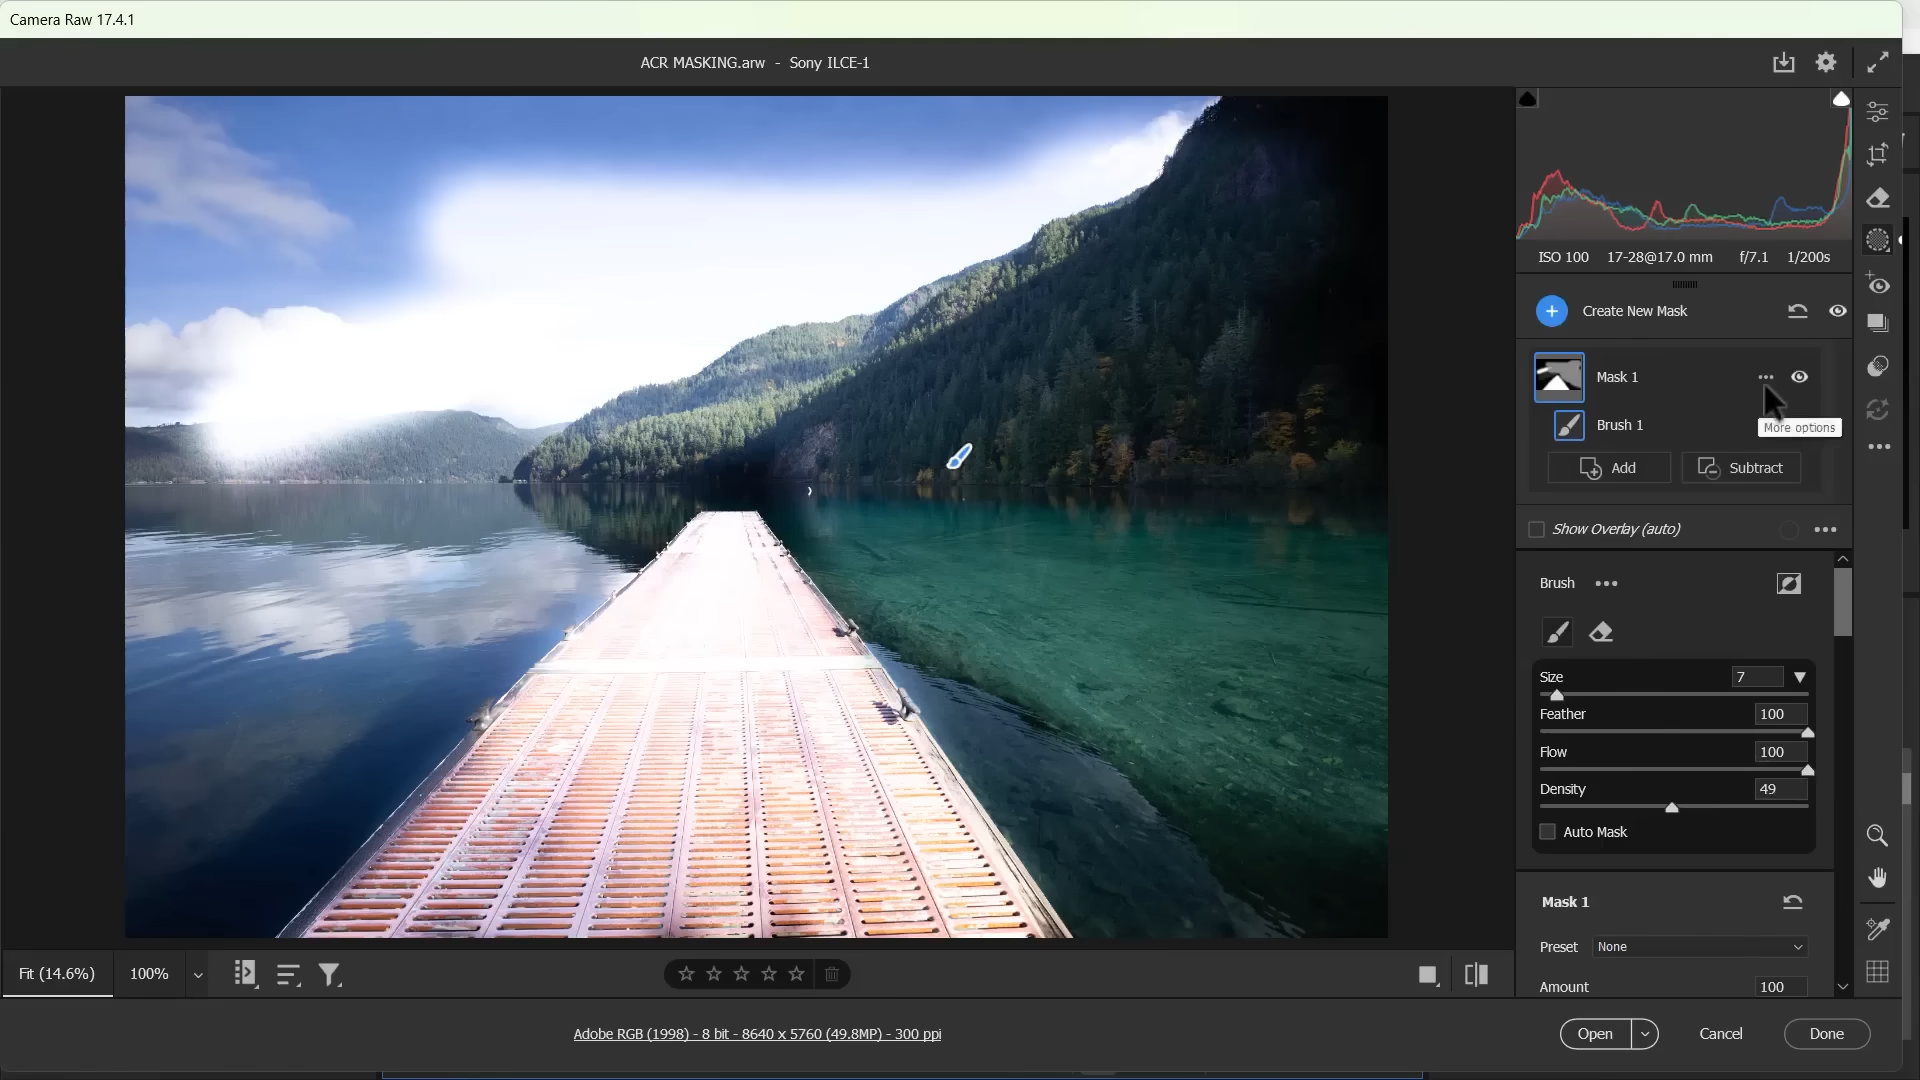 Camera Raw 17.4.1
ACR MASKING.arw - Sony ILCE-1
ISO 100 17-28@17.0 mm f/7.1 1/200s
Create New Mask
Mask 1
Brush 1
More options
Add Subtract
Show Overlay (auto)
Brush
Size 7
Feather 100
Flow 100
Density 49
Auto Mask
Mask 1
Preset None
Amount 100
Fit (14.6%) 100%
Adobe RGB (1998) - 8 bit - 8640 x 5760 (49.8MP) - 300 ppi
Open Cancel Done